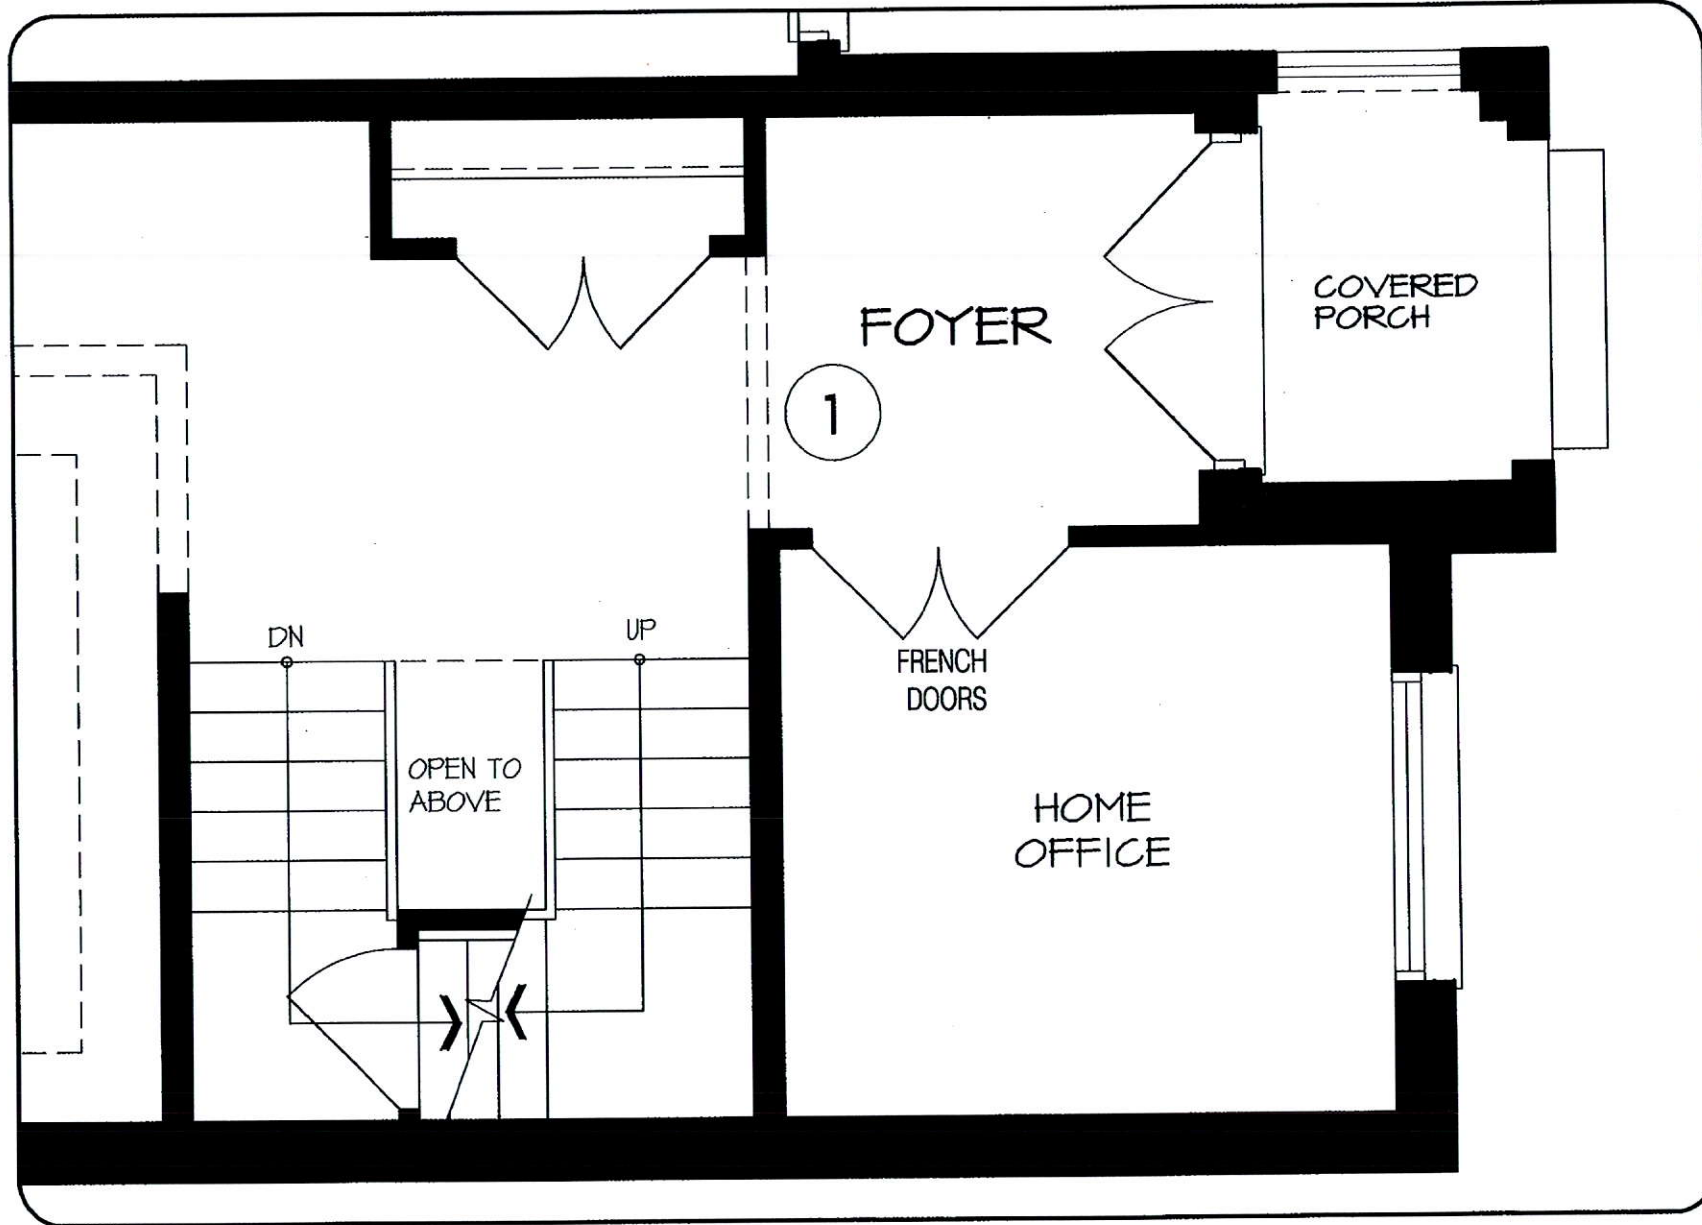 COVERED
PORCH
FOYER
1
DN
UP
FRENCH
DOORS
OPEN TO
ABOVE
HOME
OFFICE